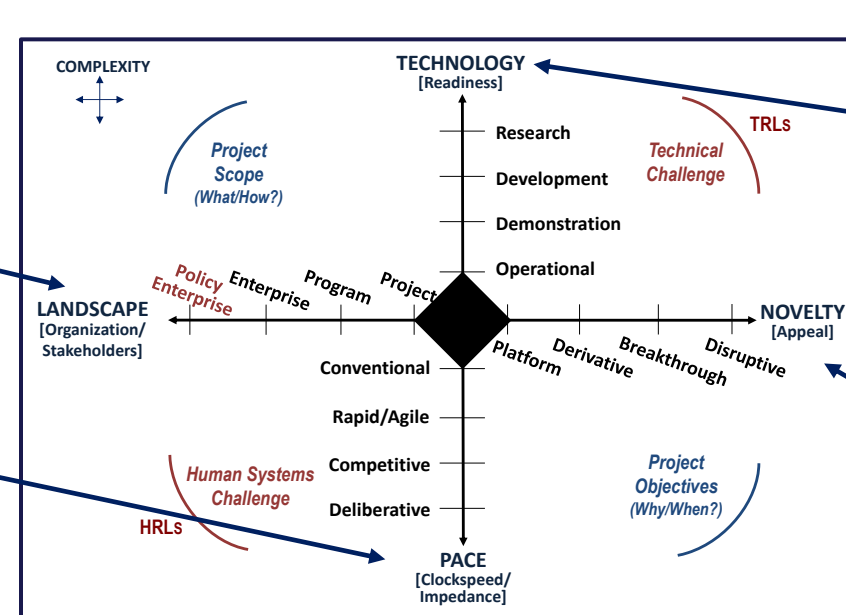 COMPLEXITY
TECHNOLOGY
[Readiness]
TRLs
Project
Scope
(What/How?)
Technical
Challenge
Research
Development
Demonstration
Operational
Policy
Enterprise
Enterprise
Program
Project
LANDSCAPE
[Organization/
Stakeholders]
NOVELTY
[Appeal]
Platform
Derivative
Breakthrough
Disruptive
Conventional
Rapid/Agile
Competitive
Deliberative
Human Systems
Challenge
HRLs
Project
Objectives
(Why/When?)
PACE
[Clockspeed/
Impedance]